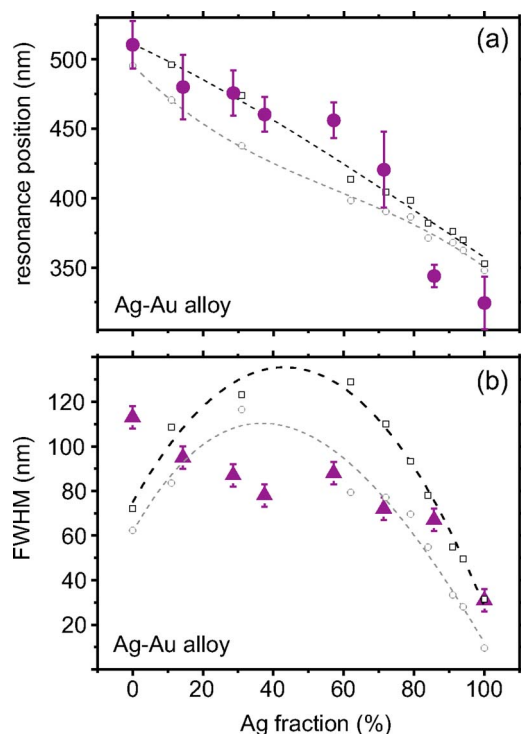 (a)
resonance position (nm)
500
450
400
350
Ag-Au alloy
(b)
FWHM (nm)
120
100
80
60
40
20
Ag-Au alloy
0 20 40 60 80 100
Ag fraction (%)